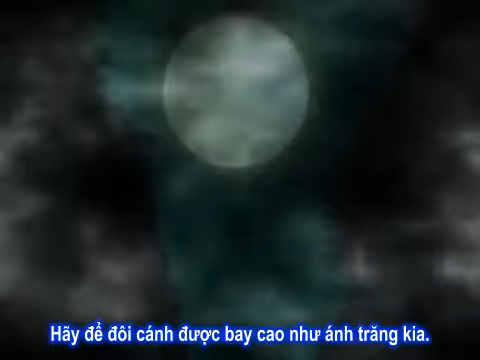 Hãy để đôi cánh được bay cao như ánh trăng kia.